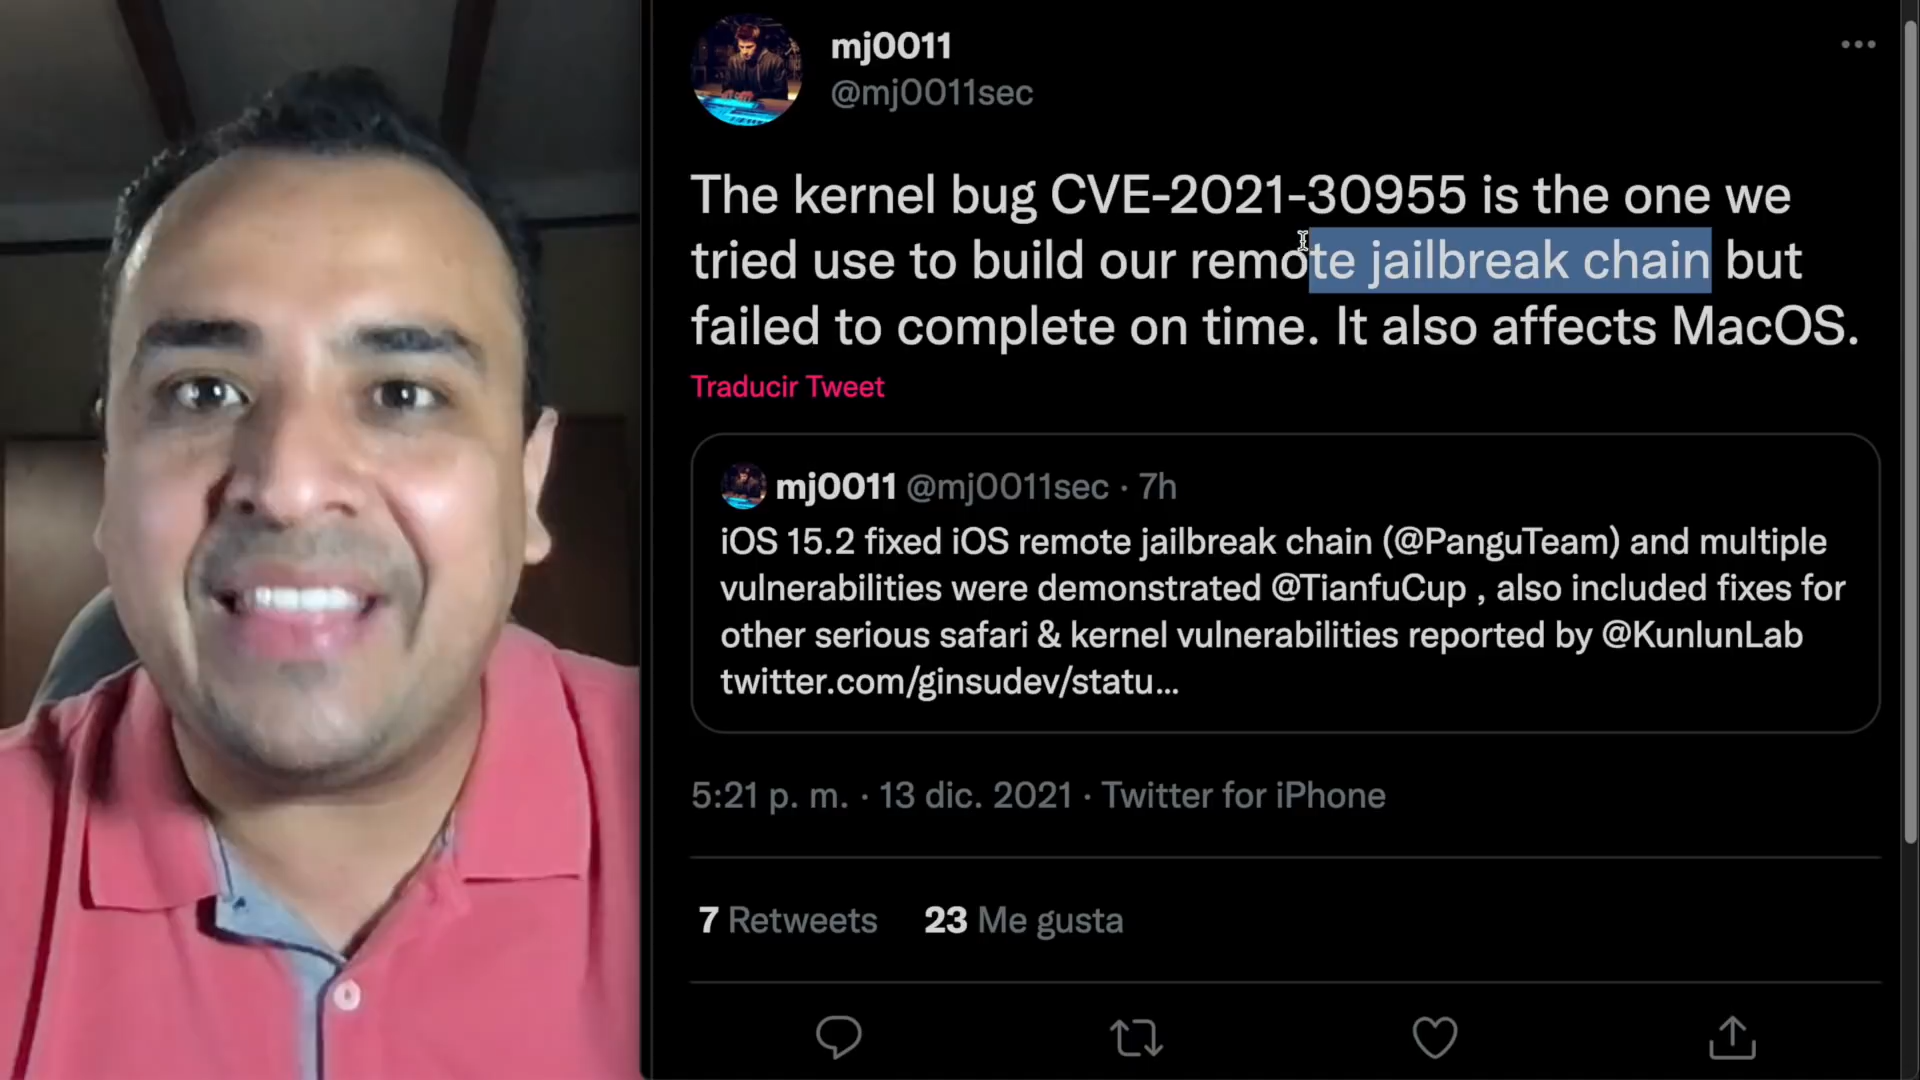 mj0011
@mj0011sec
The kernel bug CVE-2021-30955 is the one we
tried use to build our remote jailbreak chain but
failed to complete on time. It also affects MacOS.
Traducir Tweet
mj0011 @mj0011sec · 7h
iOS 15.2 fixed iOS remote jailbreak chain (@PanguTeam) and multiple
vulnerabilities were demonstrated @TianfuCup , also included fixes for
other serious safari & kernel vulnerabilities reported by @KunlunLab
twitter.com/ginsudev/statu...
5:21 p. m. · 13 dic. 2021 · Twitter for iPhone
7 Retweets 23 Me gusta